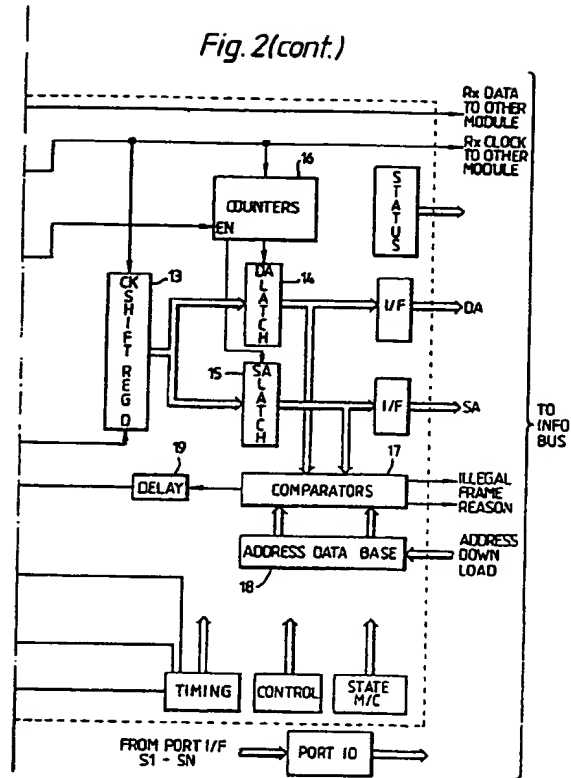 Fig. 2(cont.)
Rx DATA
TO OTHER
MODULE
Rx CLOCK
TO OTHER
MODULE
16
COUNTERS
EN
STATUS
13
CK
SHIFT REG
D
14
DA
LATCH
I/F
DA
15
SA
LATCH
I/F
SA
TO
INFO
BUS
17
COMPARATORS
ILLEGAL
FRAME
REASON
19
DELAY
ADDRESS DATA BASE
18
ADDRESS
DOWN
LOAD
TIMING
CONTROL
STATE
M/C
FROM PORT I/F
S1 - SN
PORT IO